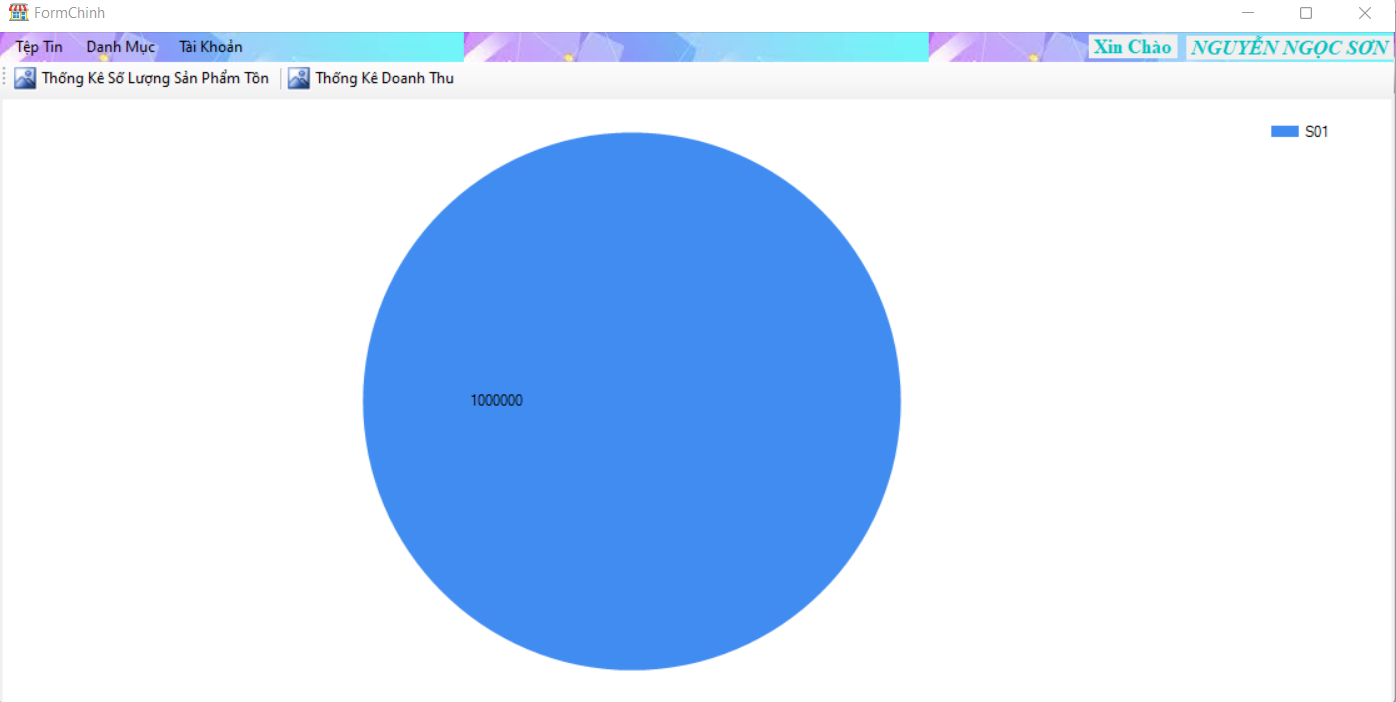 FormChinh
Tệp Tin Danh Mục Tài Khoản Xin Chào NGUYỄN NGỌC SƠN
Thống Kê Số Lượng Sản Phẩm Tồn Thống Kê Doanh Thu
S01
1000000